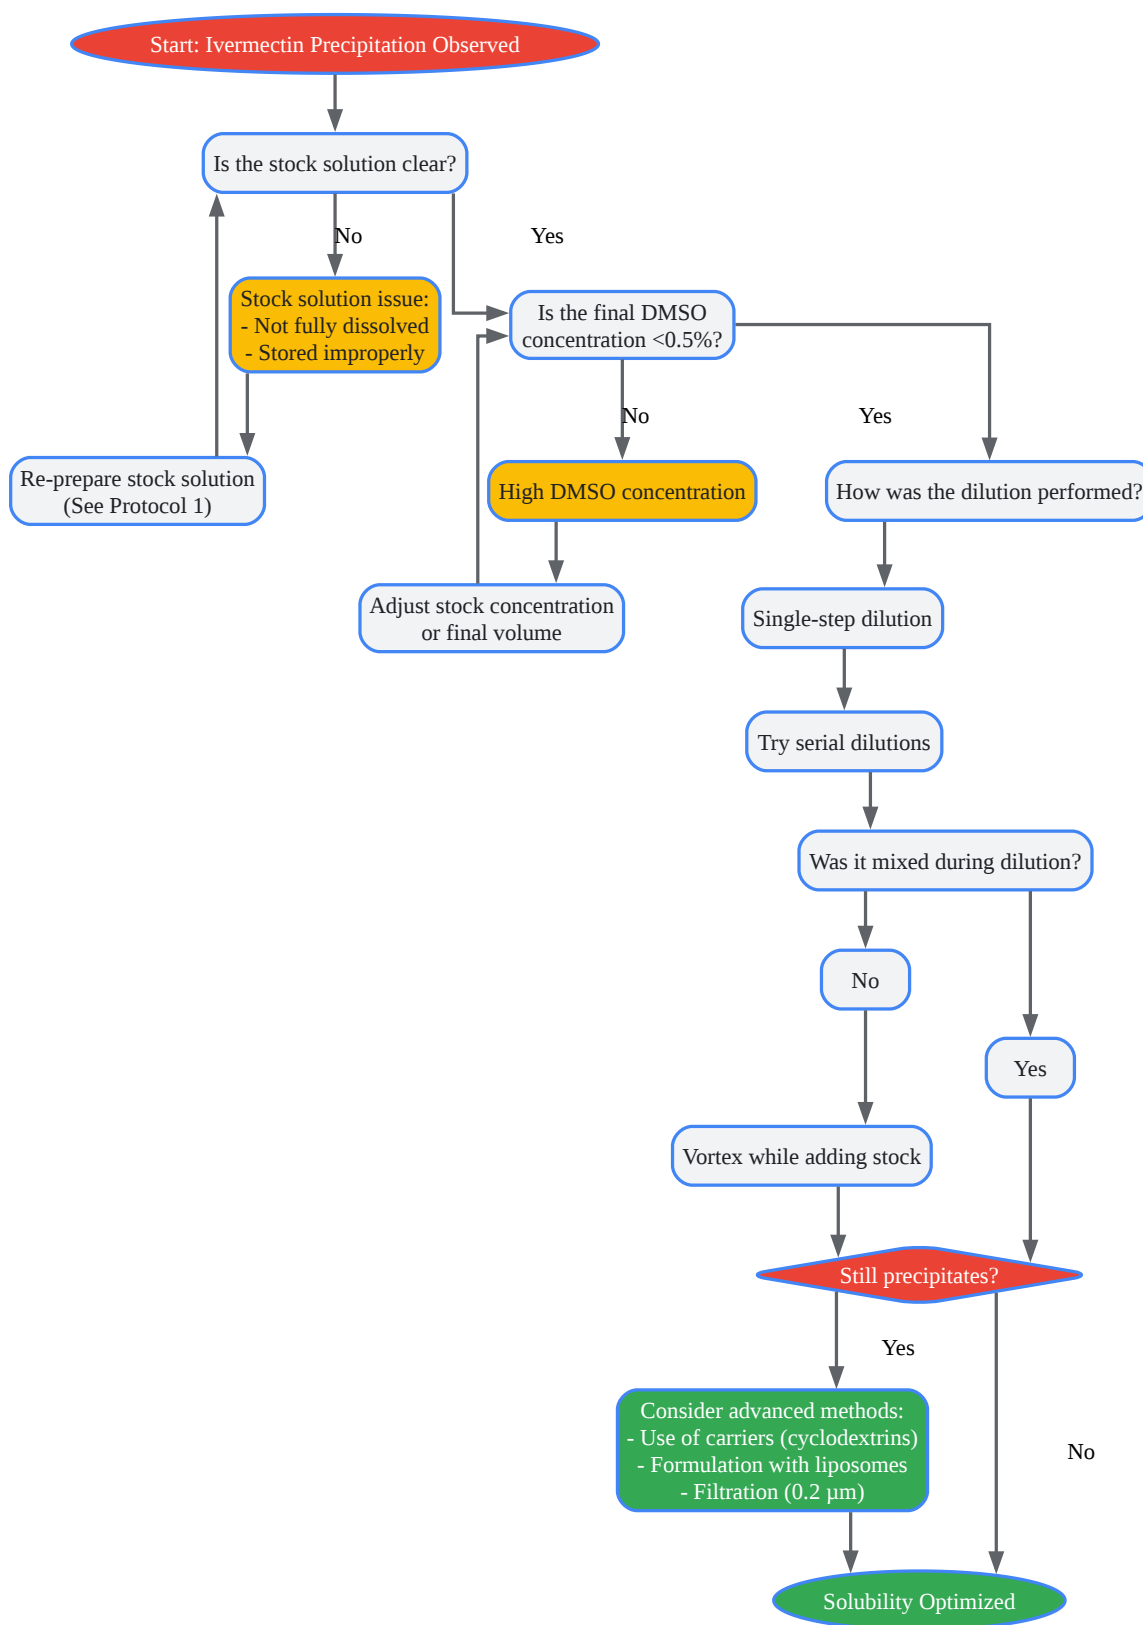 Start: Ivermectin Precipitation Observed
Is the stock solution clear?
No
Yes
Stock solution issue:
- Not fully dissolved
- Stored improperly
Is the final DMSO
concentration <0.5%?
No
Yes
Re-prepare stock solution
(See Protocol 1)
High DMSO concentration
How was the dilution performed?
Adjust stock concentration
or final volume
Single-step dilution
Try serial dilutions
Was it mixed during dilution?
No
Yes
Vortex while adding stock
Still precipitates?
Yes
Consider advanced methods:
- Use of carriers (cyclodextrins)
- Formulation with liposomes
- Filtration (0.2 µm)
No
Solubility Optimized